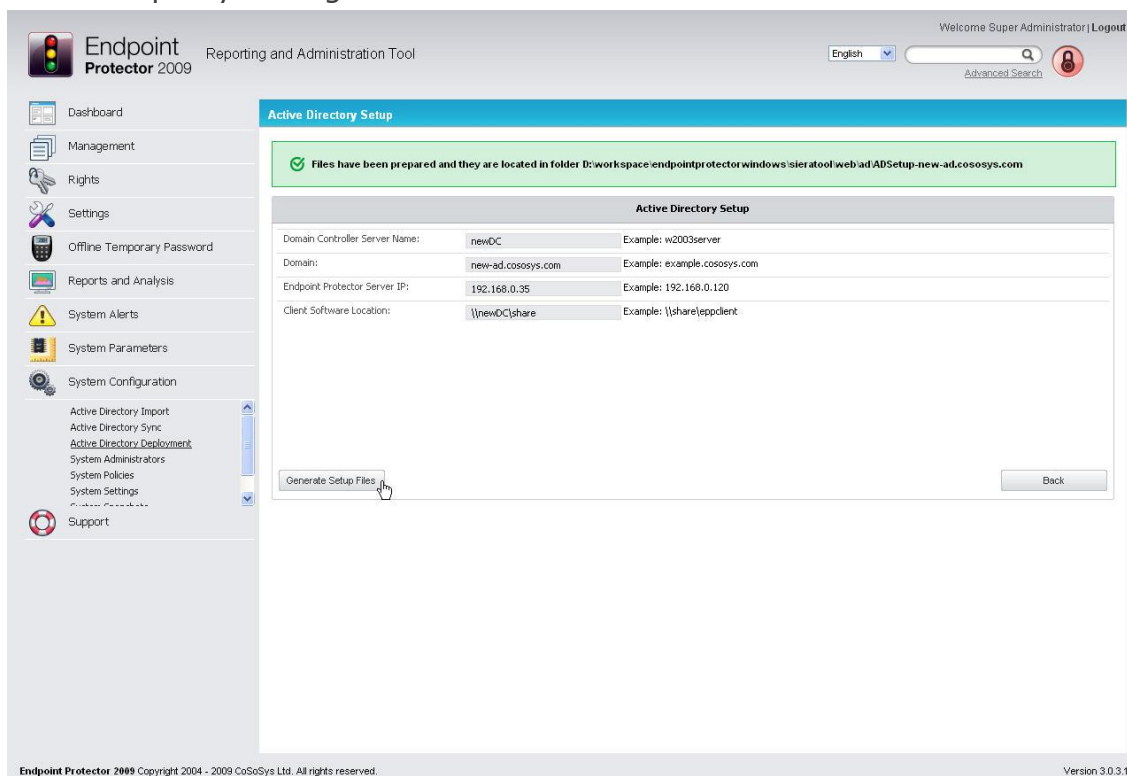 Welcome Super Administrator | Logout
Endpoint
Protector 2009
Reporting and Administration Tool
English
Advanced Search
Dashboard
Management
Rights
Settings
Offline Temporary Password
Reports and Analysis
System Alerts
System Parameters
System Configuration
Active Directory Import
Active Directory Sync
Active Directory Deployment
System Administrators
System Policies
System Settings
Support
Active Directory Setup
Files have been prepared and they are located in folder D:\workspace\endpointprotectorwindows\sieratool\web\ad\ADSetup-new-ad.cososys.com
Active Directory Setup
Domain Controller Server Name: newDC Example: w2003server
Domain: new-ad.cososys.com Example: example.cososys.com
Endpoint Protector Server IP: 192.168.0.35 Example: 192.168.0.120
Client Software Location: \\newDC\share Example: \\share\eppclient
Generate Setup Files
Back
Endpoint Protector 2009 Copyright 2004 - 2009 CoSoSys Ltd. All rights reserved.
Version 3.0.3.1